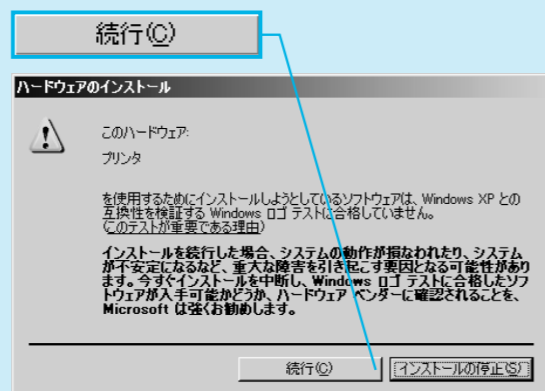 続行(C)
ハードウェアのインストール
このハードウェア:
プリンタ
を使用するためにインストールしようとしているソフトウェアは、Windows XP との
互換性を検証する Windows ロゴ テストに合格していません。
(このテストが重要である理由)
インストールを続行した場合、システムの動作が損なわれたり、システム
が不安定になるなど、重大な障害を引き起こす要因となる可能性があり
ます。今すぐインストールを中断し、Windows ロゴ テストに合格したソフ
トウェアが入手可能かどうか、ハードウェア ベンダーに確認されることを、
Microsoft は強くお勧めします。
続行(C)
インストールの停止(S)